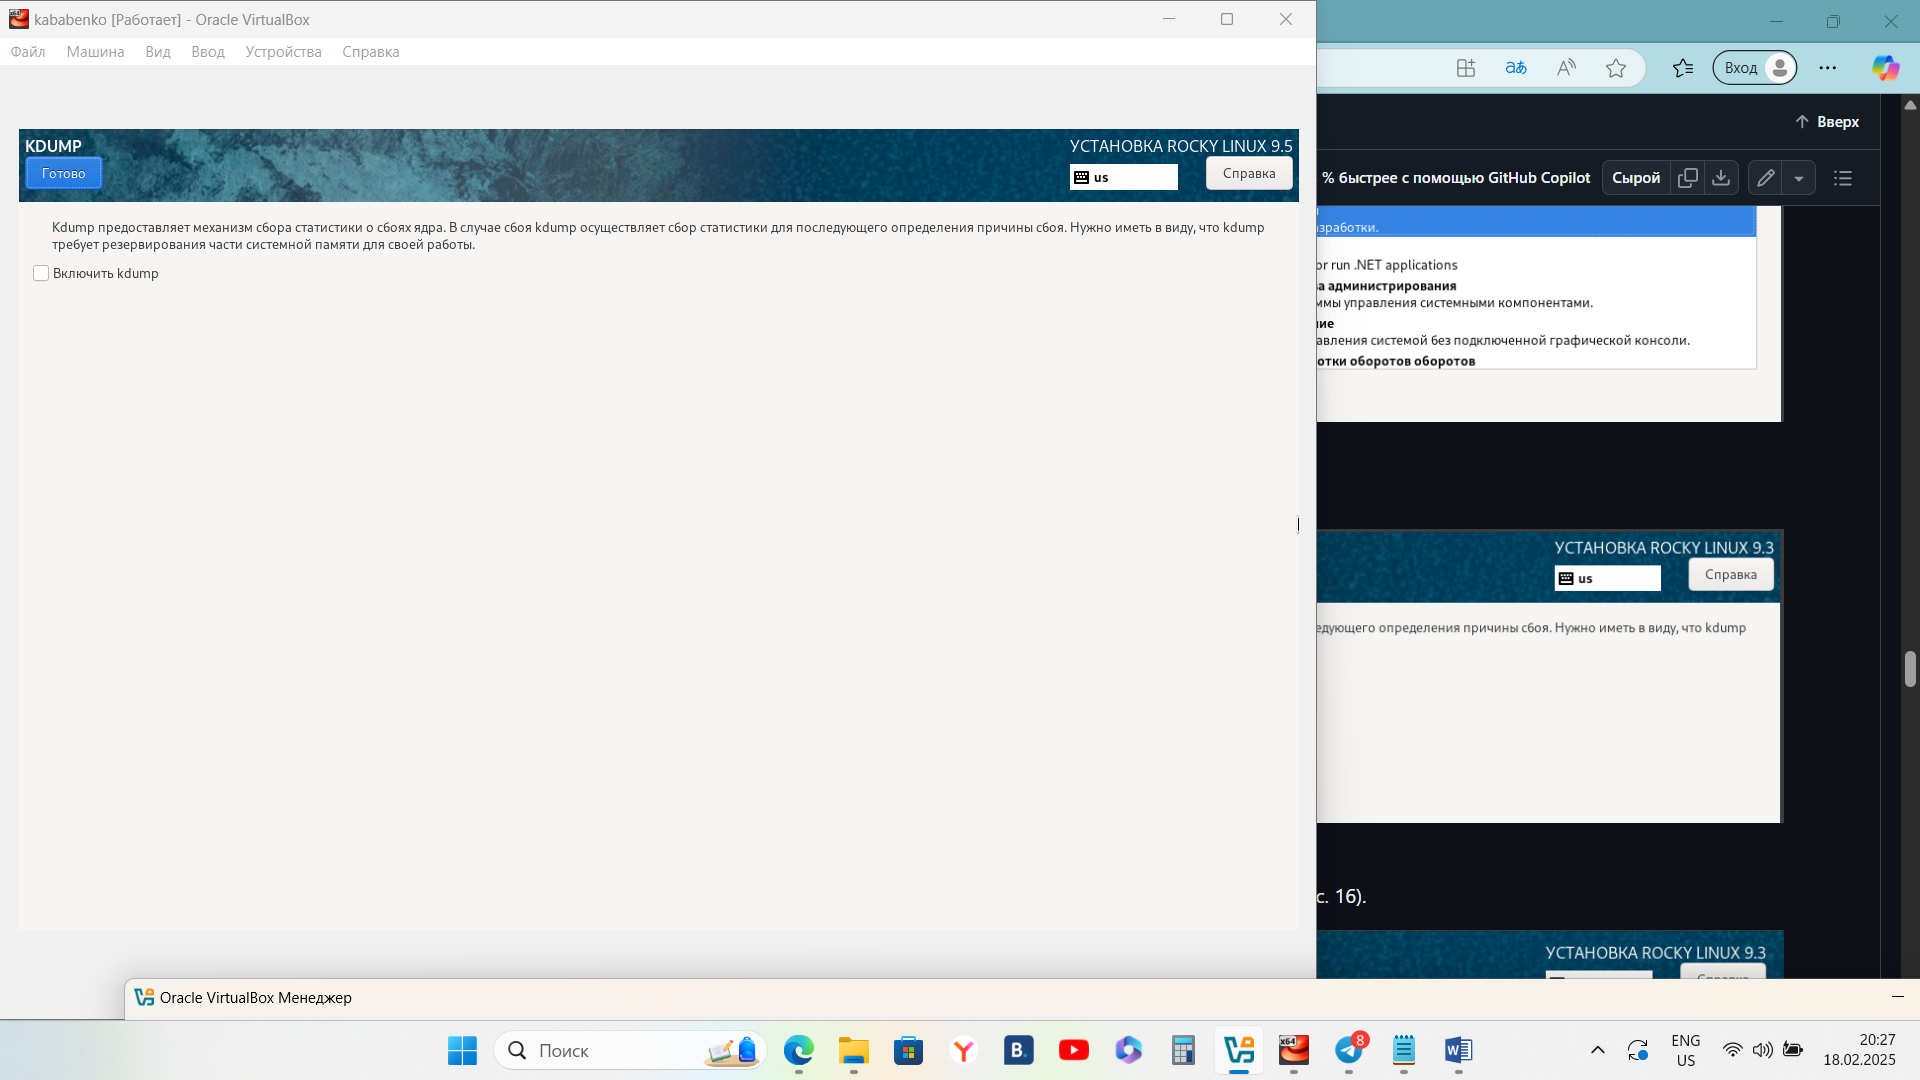 kababenko [Работает] - Oracle VirtualBox
Файл Машина Вид Ввод Устройства Справка
KDUMP
Готово
УСТАНОВКА ROCKY LINUX 9.5
us
Справка
Kdump предоставляет механизм сбора статистики о сбоях ядра. В случае сбоя kdump осуществляет сбор статистики для последующего определения причины сбоя. Нужно иметь в виду, что kdump
требует резервирования части системной памяти для своей работы.
Включить kdump
Вход
Вверх
% быстрее с помощью GitHub Copilot
Сырой
азработки.
or run .NET applications
ва администрирования
ммы управления системными компонентами.
ние
авления системой без подключенной графической консоли.
отки оборотов оборотов
УСТАНОВКА ROCKY LINUX 9.3
us
Справка
едующего определения причины сбоя. Нужно иметь в виду, что kdump
с. 16).
УСТАНОВКА ROCKY LINUX 9.3
Справка
Oracle VirtualBox Менеджер
Поиск
8
ENG
US
20:27
18.02.2025